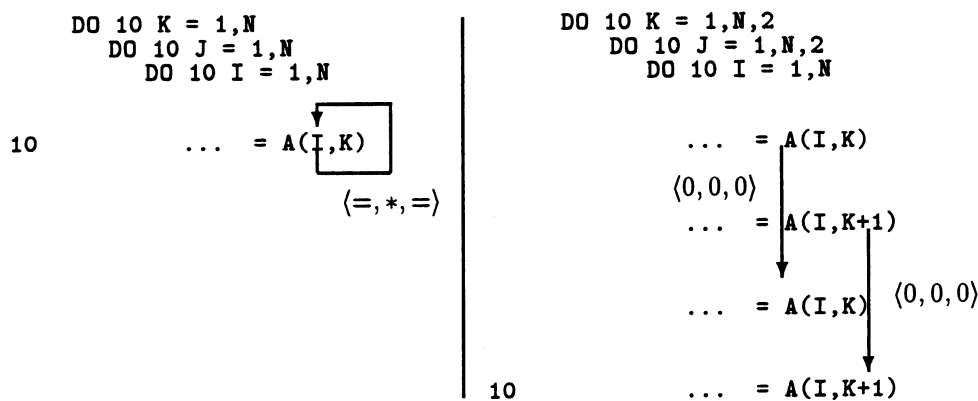 DO 10 K = 1,N
DO 10 J = 1,N
DO 10 I = 1,N
10 ... = A(I,K)
⟨=,*,=⟩
DO 10 K = 1,N,2
DO 10 J = 1,N,2
DO 10 I = 1,N
... = A(I,K)
⟨0,0,0⟩
... = A(I,K+1)
... = A(I,K)
⟨0,0,0⟩
10 ... = A(I,K+1)